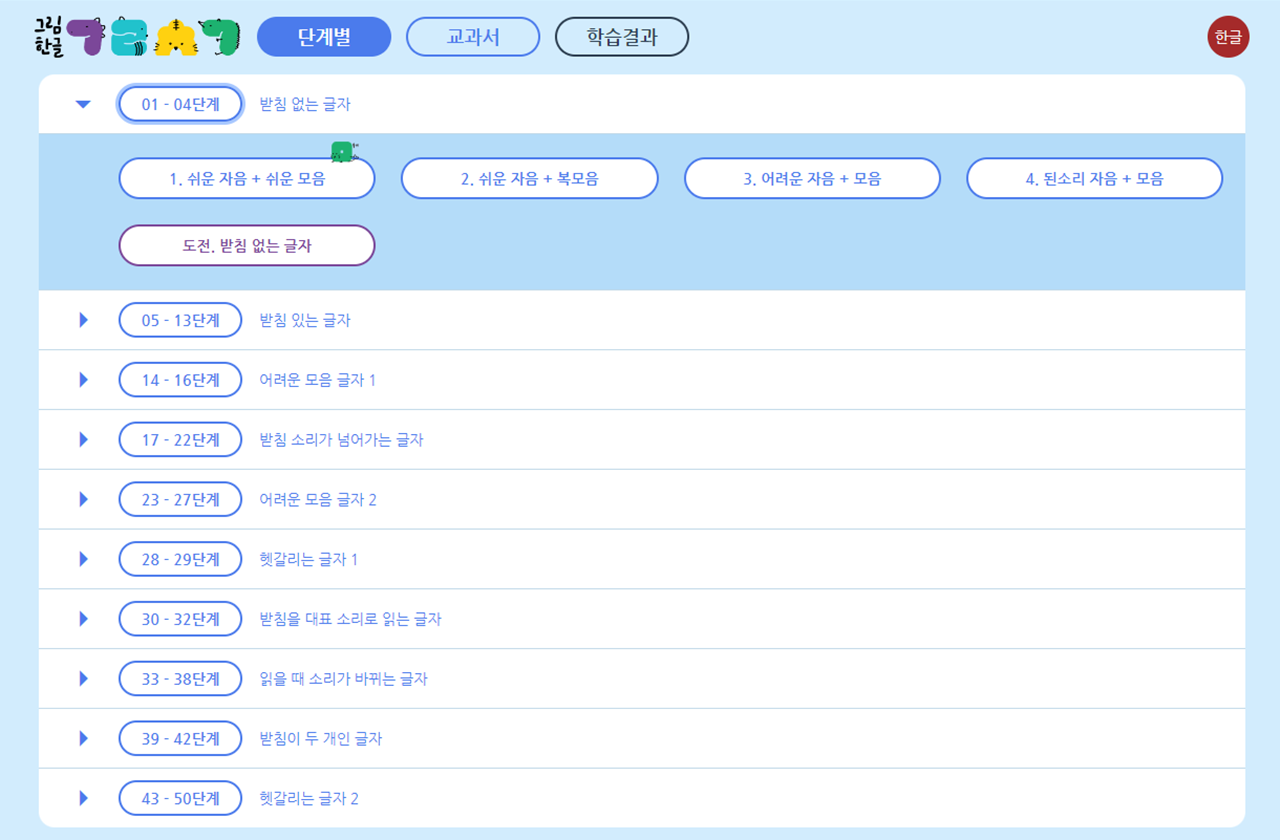 그림
한글
단계별
교과서
학습결과
한글
01 - 04단계 받침 없는 글자
1. 쉬운 자음 + 쉬운 모음
2. 쉬운 자음 + 복모음
3. 어려운 자음 + 모음
4. 된소리 자음 + 모음
도전. 받침 없는 글자
05 - 13단계 받침 있는 글자
14 - 16단계 어려운 모음 글자 1
17 - 22단계 받침 소리가 넘어가는 글자
23 - 27단계 어려운 모음 글자 2
28 - 29단계 헷갈리는 글자 1
30 - 32단계 받침을 대표 소리로 읽는 글자
33 - 38단계 읽을 때 소리가 바뀌는 글자
39 - 42단계 받침이 두 개인 글자
43 - 50단계 헷갈리는 글자 2